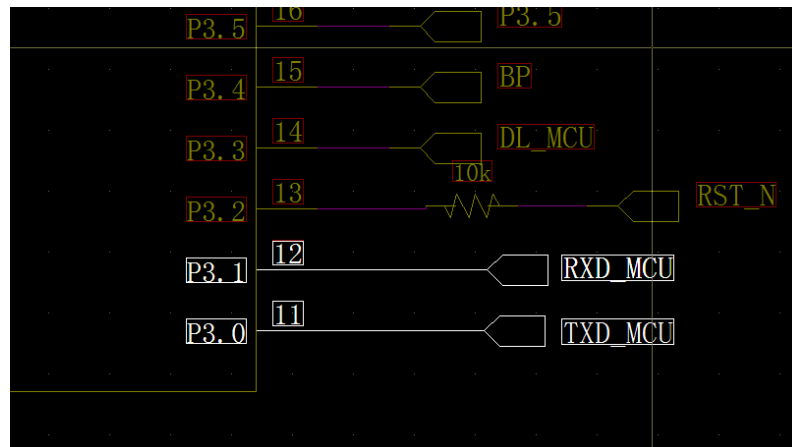 P3.5 16 P3.5
P3.4 15 BP
P3.3 14 DL_MCU
10k
P3.2 13 RST_N
P3.1 12 RXD_MCU
P3.0 11 TXD_MCU